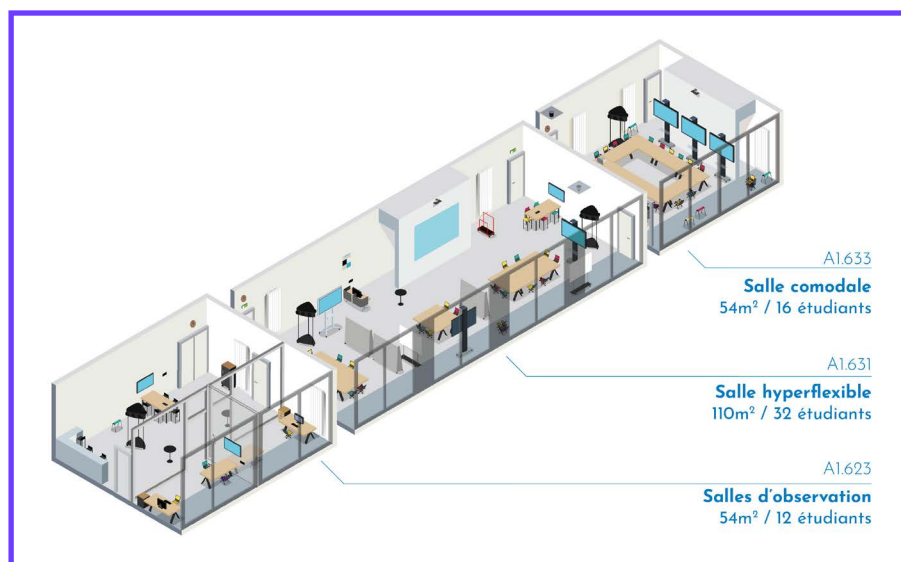 A1.633
Salle comodale
54m² / 16 étudiants
A1.631
Salle hyperflexible
110m² / 32 étudiants
A1.623
Salles d'observation
54m² / 12 étudiants